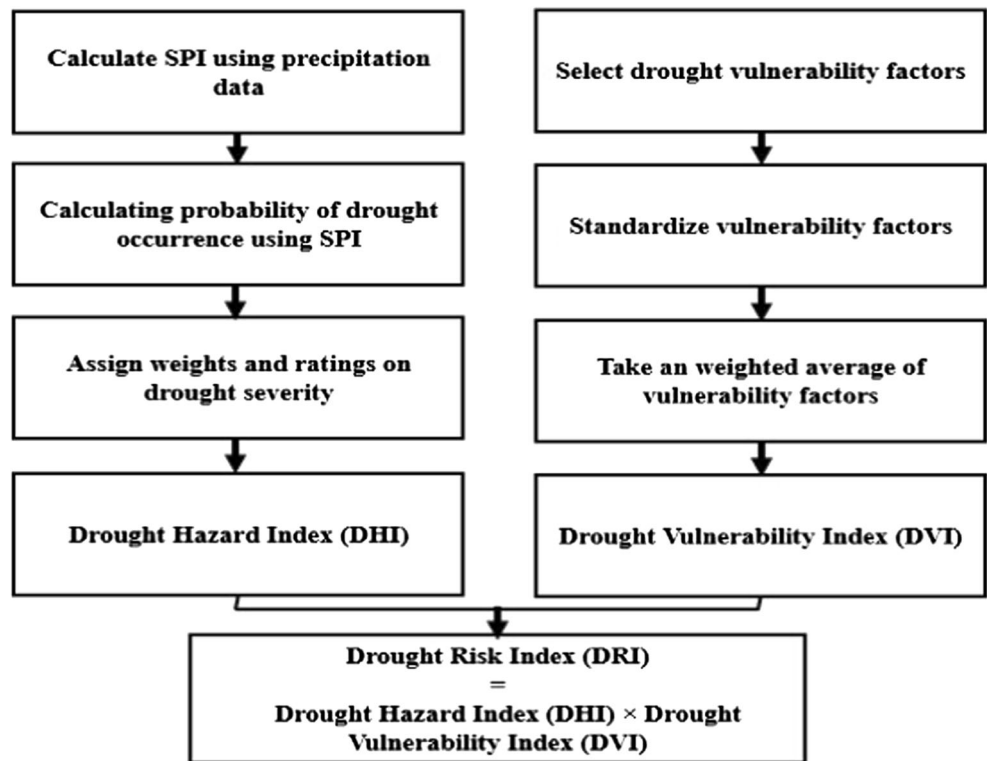 Calculate SPI using precipitation
data
Calculating probability of drought
occurrence using SPI
Assign weights and ratings on
drought severity
Drought Hazard Index (DHI)
Select drought vulnerability factors
Standardize vulnerability factors
Take an weighted average of
vulnerability factors
Drought Vulnerability Index (DVI)
Drought Risk Index (DRI)
=
Drought Hazard Index (DHI) × Drought
Vulnerability Index (DVI)